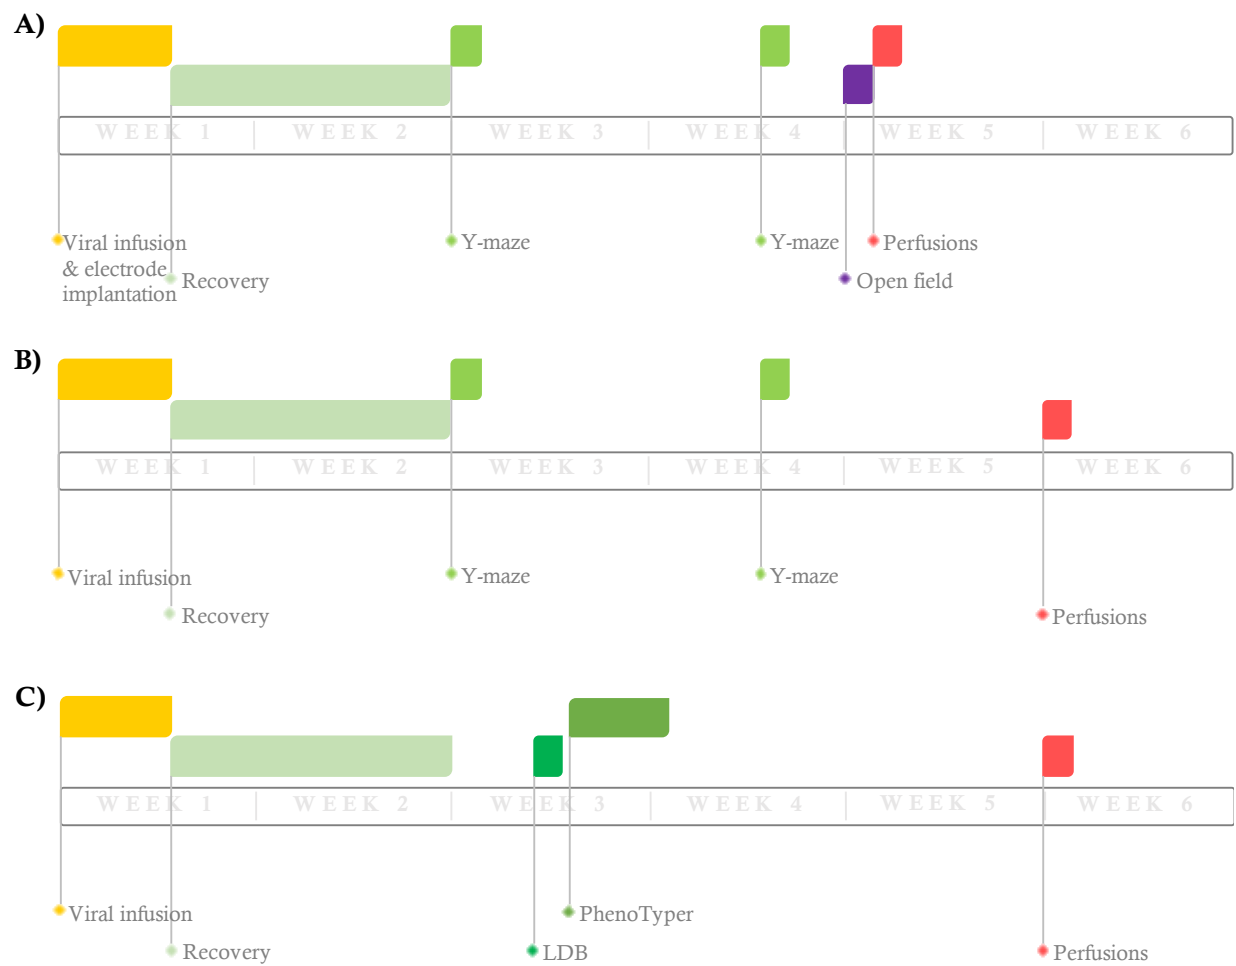 A)
WEEK 1 WEEK 2 WEEK 3 WEEK 4 WEEK 5 WEEK 6
Viral infusion
& electrode
implantation
Recovery
Y-maze
Y-maze
Open field
Perfusions
B)
WEEK 1 WEEK 2 WEEK 3 WEEK 4 WEEK 5 WEEK 6
Viral infusion
Recovery
Y-maze
Y-maze
Perfusions
C)
WEEK 1 WEEK 2 WEEK 3 WEEK 4 WEEK 5 WEEK 6
Viral infusion
Recovery
LDB
PhenoTyper
Perfusions